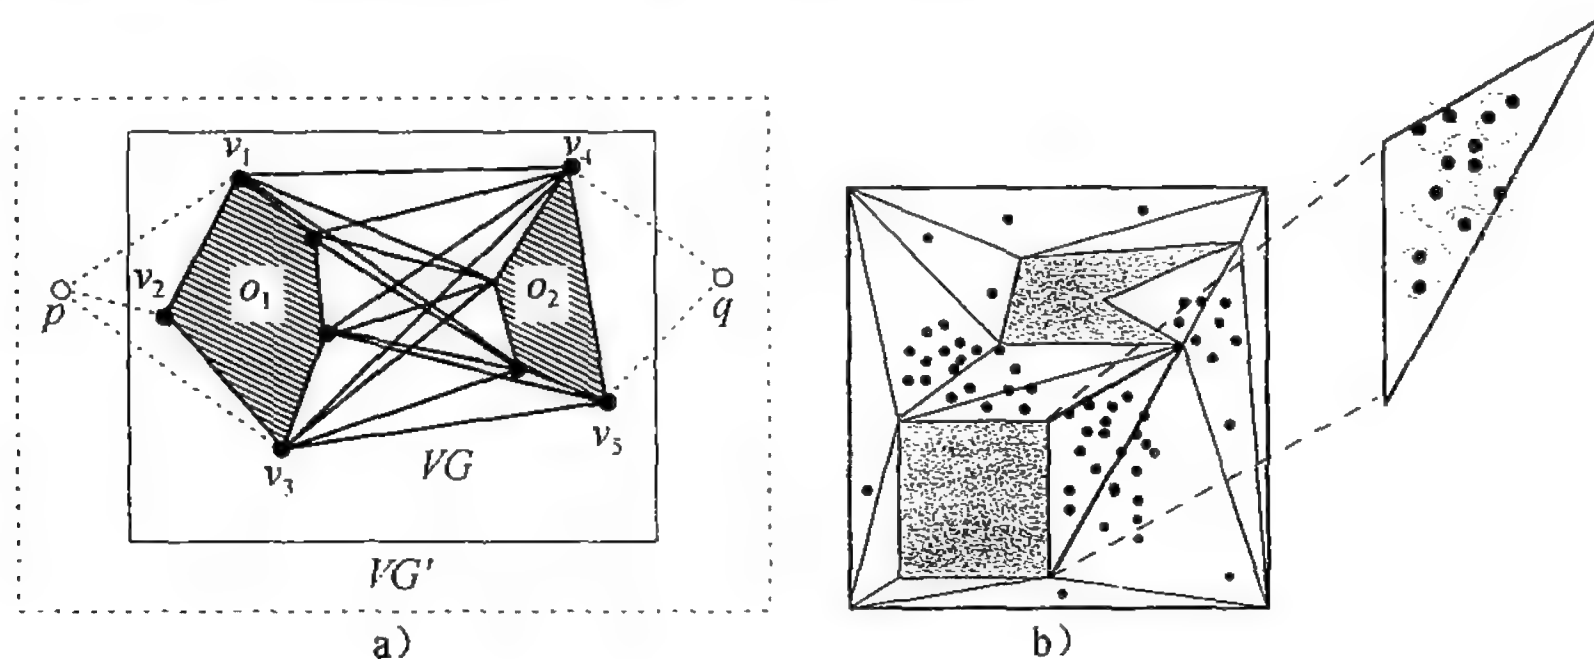 v₁
v₄
v₂
o₁
o₂
p
q
v₅
v₃
VG
VG'
a)
b)